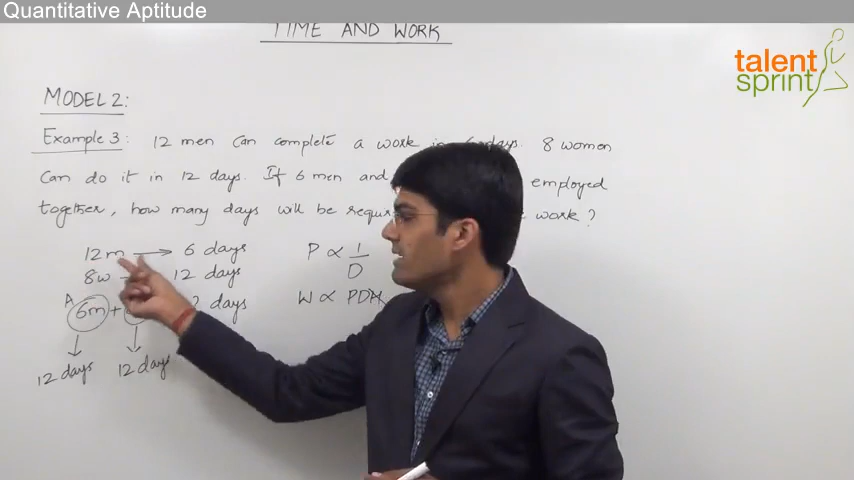 Quantitative Aptitude
TIME AND WORK
talent
sprint
MODEL 2:
Example 3: 12 men can complete a work in 6 days. 8 women
can do it in 12 days. If 6 men and employed
together, how many days will be work?
12m → 6 days
P ∝ 1/D
8w 12 days
A 6m + ? days
W ∝ PDH
12 days 12 days